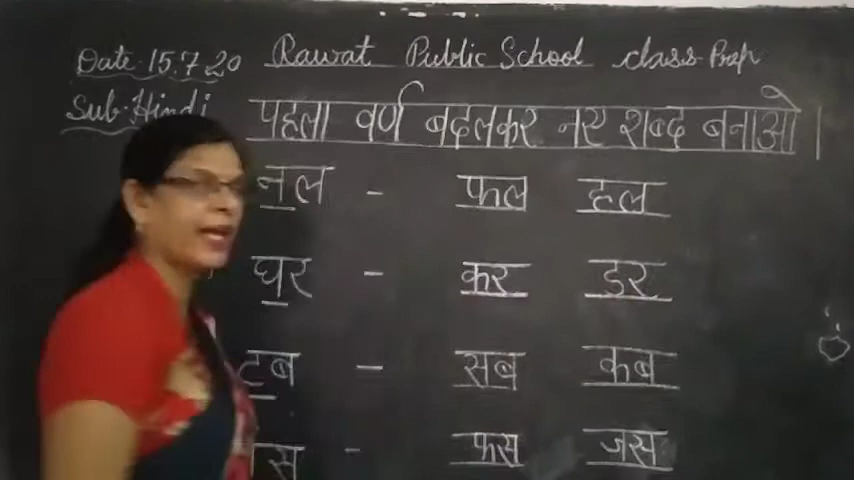 Date 15.7.20 Rawat Public School class Prep
Sub. Hindi
पहला वर्ण बदलकर नए शब्द बनाओ।
नल - फल हल
घर - कर डर
टब - सब कब
- फस जस